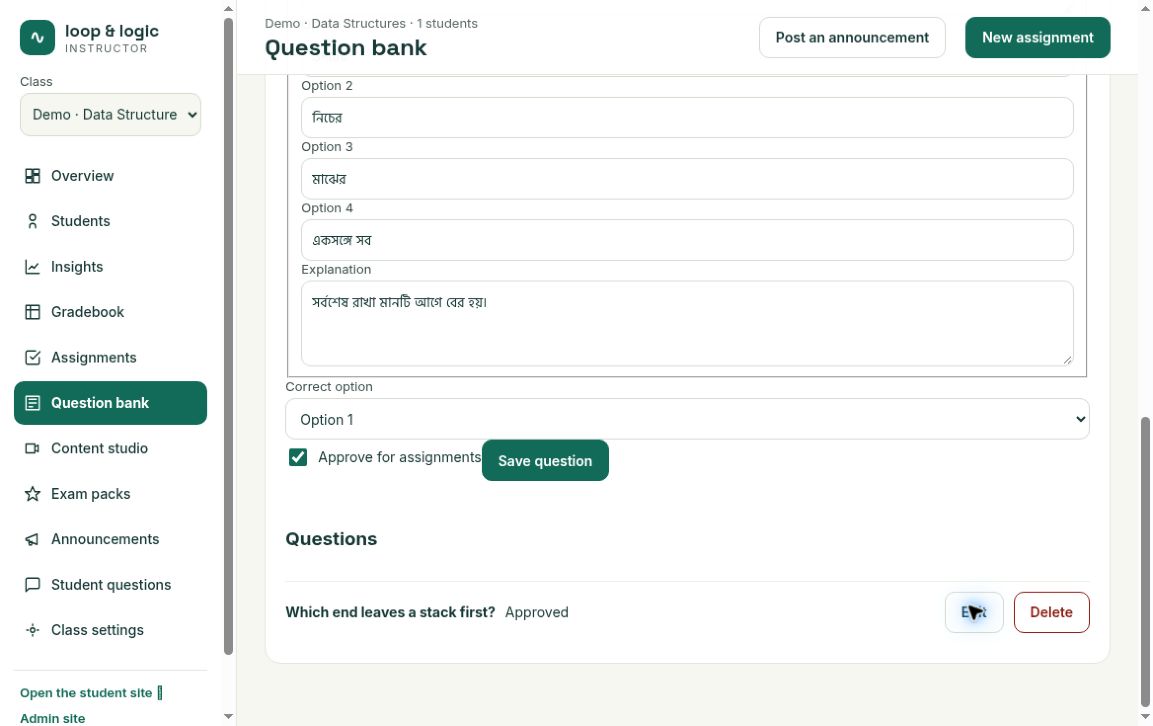 loop & logic
INSTRUCTOR
Class
Demo · Data Structure
Overview
Students
Insights
Gradebook
Assignments
Question bank
Content studio
Exam packs
Announcements
Student questions
Class settings
Open the student site
Admin site
Demo · Data Structures · 1 students
Question bank
Post an announcement
New assignment
Option 2
নিচের
Option 3
মাঝের
Option 4
একসঙ্গে সব
Explanation
সর্বশেষ রাখা মানটি আগে বের হয়।
Correct option
Option 1
Approve for assignments
Save question
Questions
Which end leaves a stack first? Approved
Delete